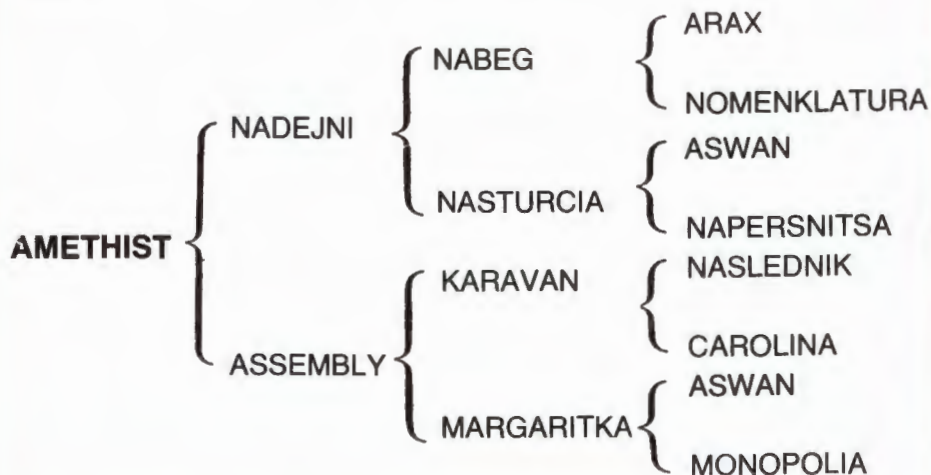 ARAX
NABEG
NOMENKLATURA
NADEJNI
ASWAN
NASTURCIA
NAPERSNITSA
AMETHIST
NASLEDNIK
KARAVAN
CAROLINA
ASSEMBLY
ASWAN
MARGARITKA
MONOPOLIA